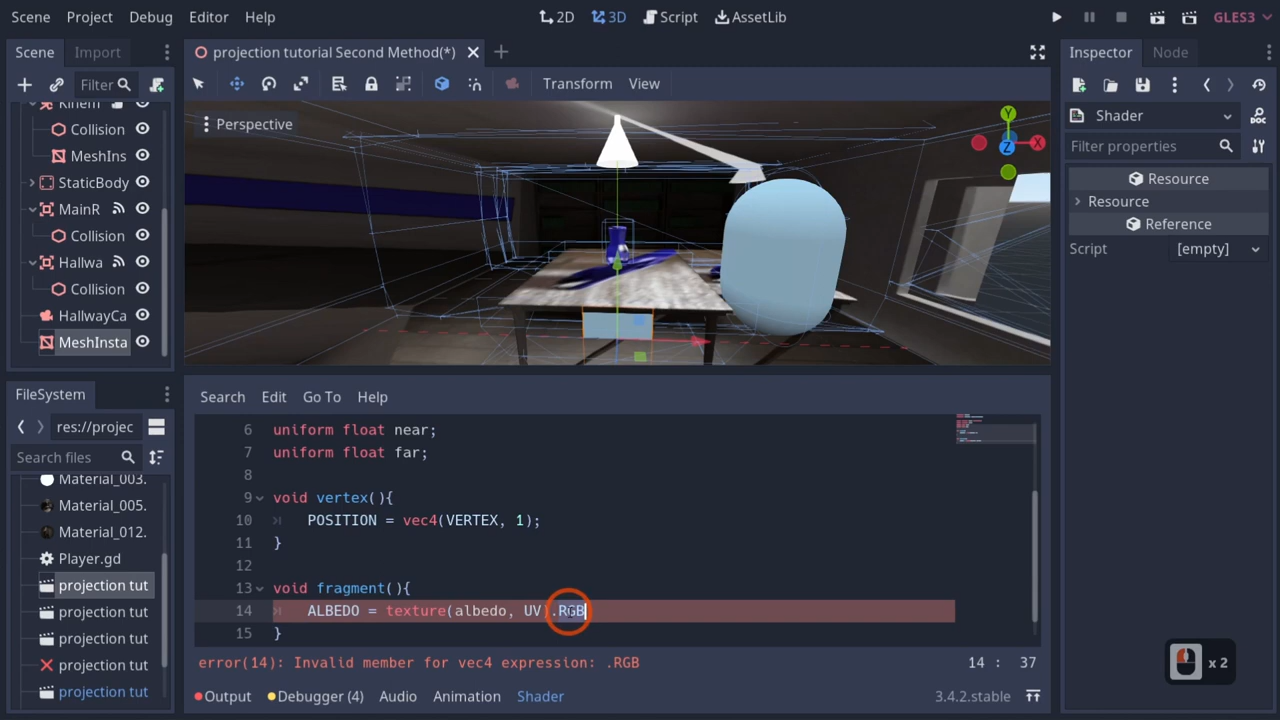 Scene Project Debug Editor Help 2D 3D Script AssetLib GLES3
Scene Import
projection tutorial Second Method(*)
Inspector Node
Filter
Transform View
Kinem
Collision
MeshIns
StaticBody
MainR
Collision
Hallwa
Collision
HallwayCa
MeshInsta
Perspective
Y
X
Z
Shader
Filter properties
Resource
Resource
Reference
Script [empty]
FileSystem
res://projec
Search files
Material_003.
Material_005.
Material_012.
Player.gd
projection tut
projection tut
projection tut
projection tut
projection tut
Search Edit Go To Help
6 uniform float near;
7 uniform float far;
8
9 void vertex(){
10 POSITION = vec4(VERTEX, 1);
11 }
12
13 void fragment(){
14 ALBEDO = texture(albedo, UV).RGB
15 }
error(14): Invalid member for vec4 expression: .RGB
14 : 37
Output Debugger (4) Audio Animation Shader 3.4.2.stable
x 2